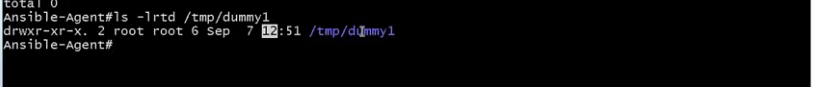 total 0
Ansible-Agent#ls -lrtd /tmp/dummy1
drwxr-xr-x. 2 root root 6 Sep  7 12:51 /tmp/dummy1
Ansible-Agent#